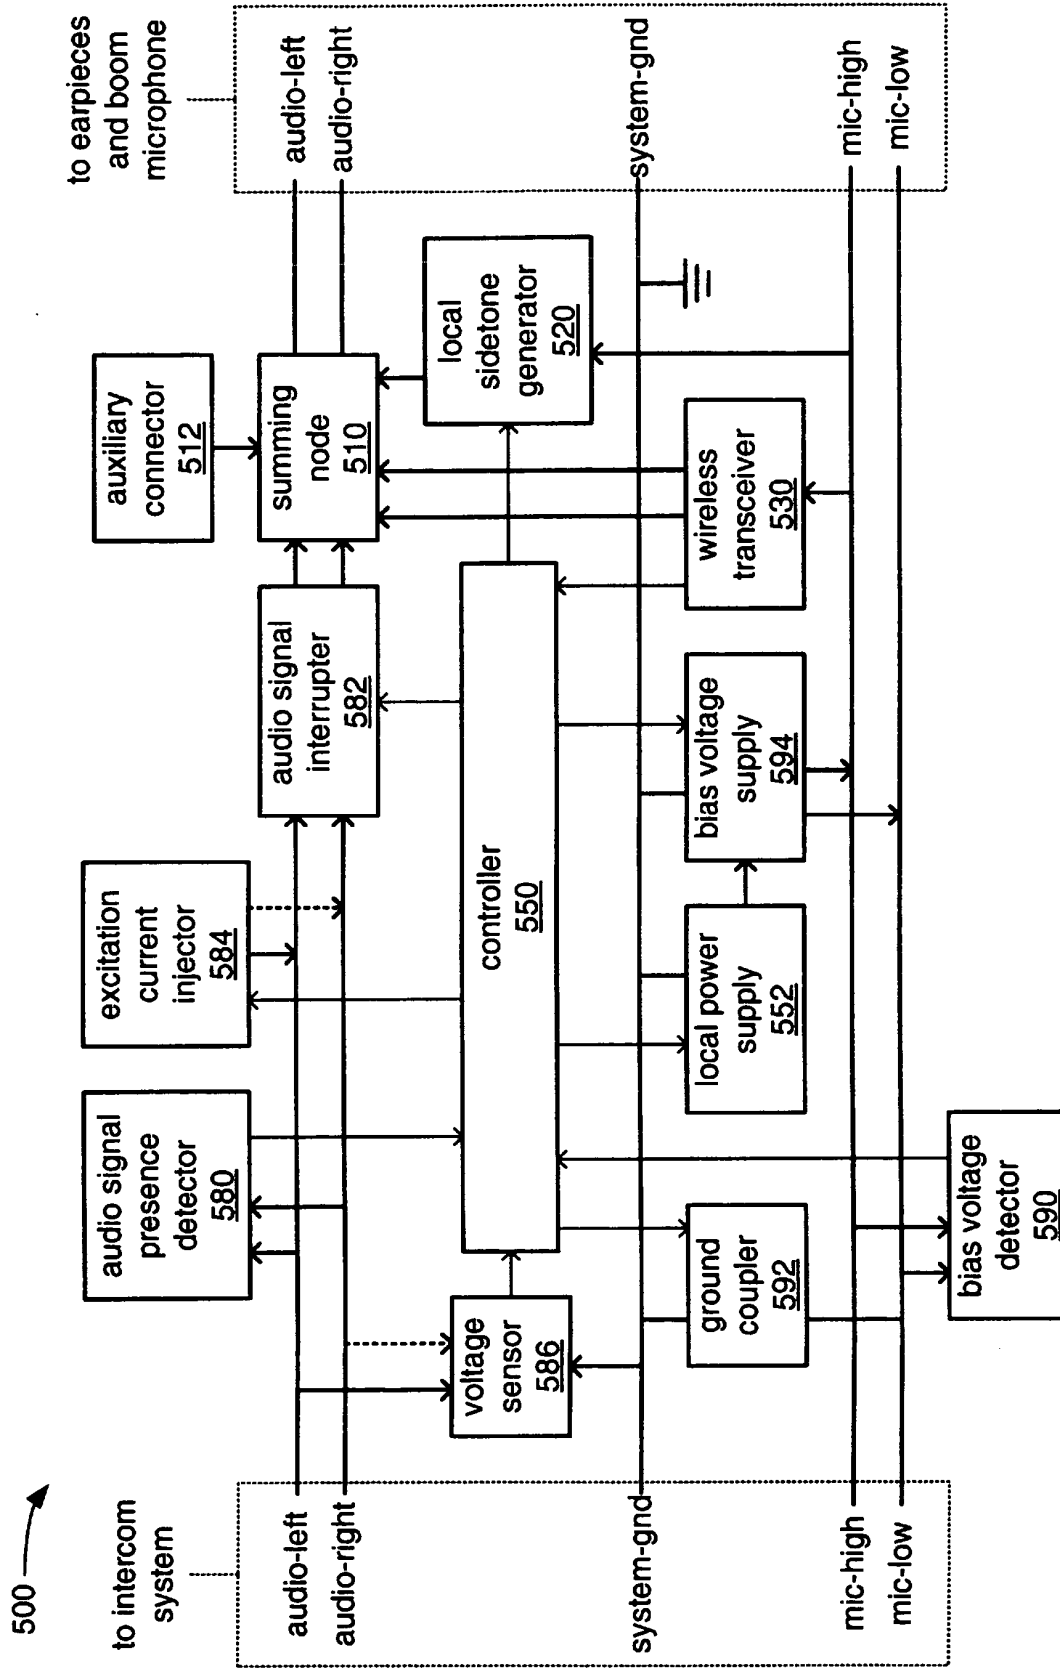 500
to intercom
system
audio-left
audio-right
system-gnd
mic-high
mic-low
audio signal
presence
detector
580
excitation
current
injector
584
audio signal
interrupter
582
auxiliary
connector
512
summing
node
510
voltage
sensor
586
controller
550
local
sidetone
generator
520
ground
coupler
592
local power
supply
552
bias voltage
supply
594
wireless
transceiver
530
bias voltage
detector
590
to earpieces
and boom
microphone
audio-left
audio-right
system-gnd
mic-high
mic-low